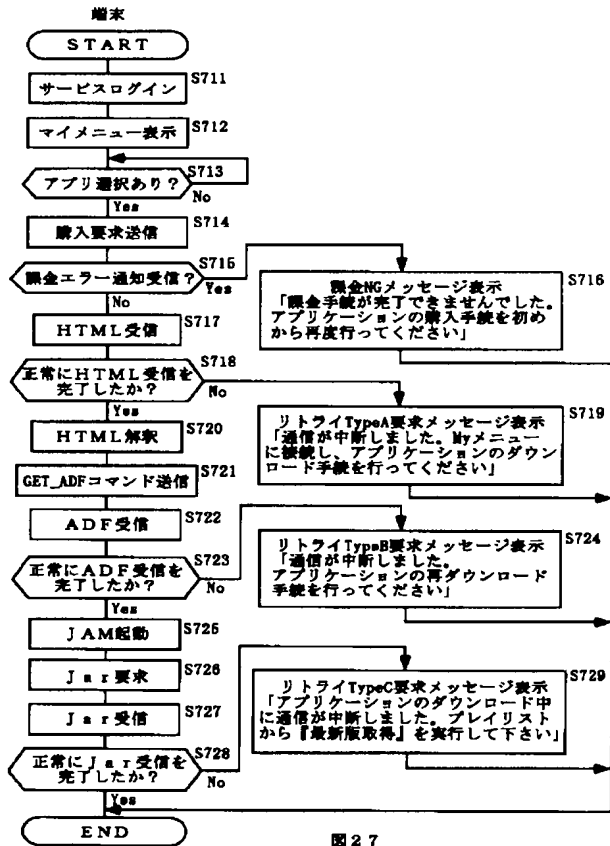 端末
START
サービスログイン
S711
マイメニュー表示
S712
アプリ選択あり?
S713
No
Yes
購入要求送信
S714
課金エラー通知受信?
S715
Yes
No
課金NGメッセージ表示
「課金手続が完了できませんでした。
アプリケーションの購入手続を初め
から再度行ってください」
S716
HTML受信
S717
正常にHTML受信を
完了したか?
S718
No
Yes
リトライTypeA要求メッセージ表示
「通信が中断しました。Myメニュー
に接続し、アプリケーションのダウン
ロード手続を行ってください」
S719
HTML解釈
S720
GET_ADFコマンド送信
S721
ADF受信
S722
正常にADF受信を
完了したか?
S723
No
Yes
リトライTypeB要求メッセージ表示
「通信が中断しました。
アプリケーションの再ダウンロード
手続を行ってください」
S724
JAM起動
S725
Jar要求
S726
Jar受信
S727
正常にJar受信を
完了したか?
S728
No
Yes
リトライTypeC要求メッセージ表示
「アプリケーションのダウンロード中
に通信が中断しました。プレイリスト
から『最新版取得』を実行して下さい」
S729
END
図27